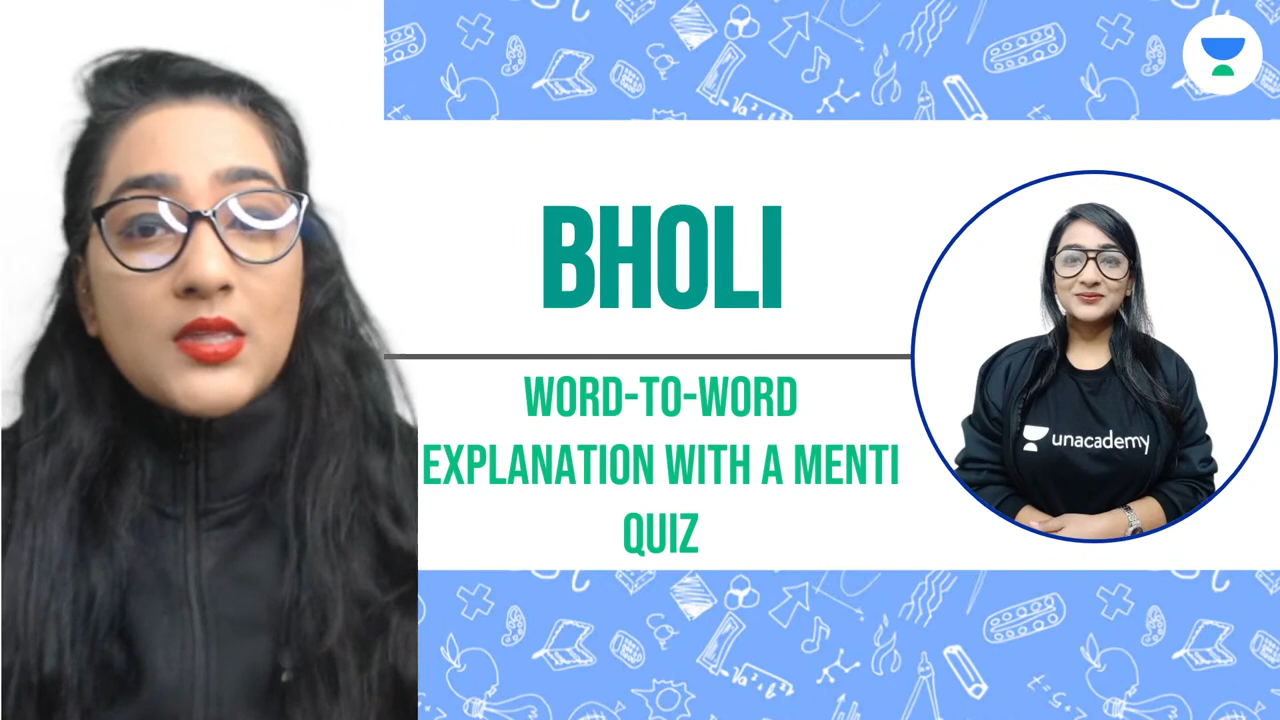 BHOLI
WORD-TO-WORD
EXPLANATION WITH A MENTI
QUIZ
unacademy